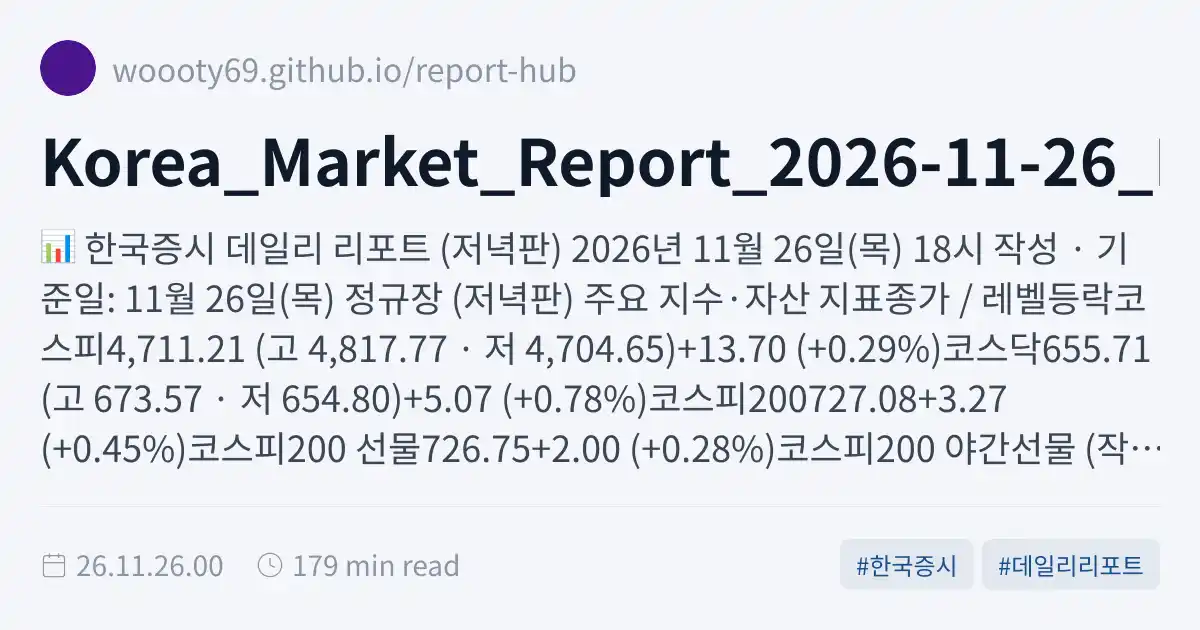 woooty69.github.io/report-hub
Korea_Market_Report_2026-11-26_
📊 한국증시 데일리 리포트 (저녁판) 2026년 11월 26일(목) 18시 작성 · 기
준일: 11월 26일(목) 정규장 (저녁판) 주요 지수·자산 지표종가 / 레벨등락코
스피4,711.21 (고 4,817.77 · 저 4,704.65)+13.70 (+0.29%)코스닥655.71
(고 673.57 · 저 654.80)+5.07 (+0.78%)코스피200727.08+3.27
(+0.45%)코스피200 선물726.75+2.00 (+0.28%)코스피200 야간선물 (작…
26.11.26.00
179 min read
#한국증시
#데일리리포트